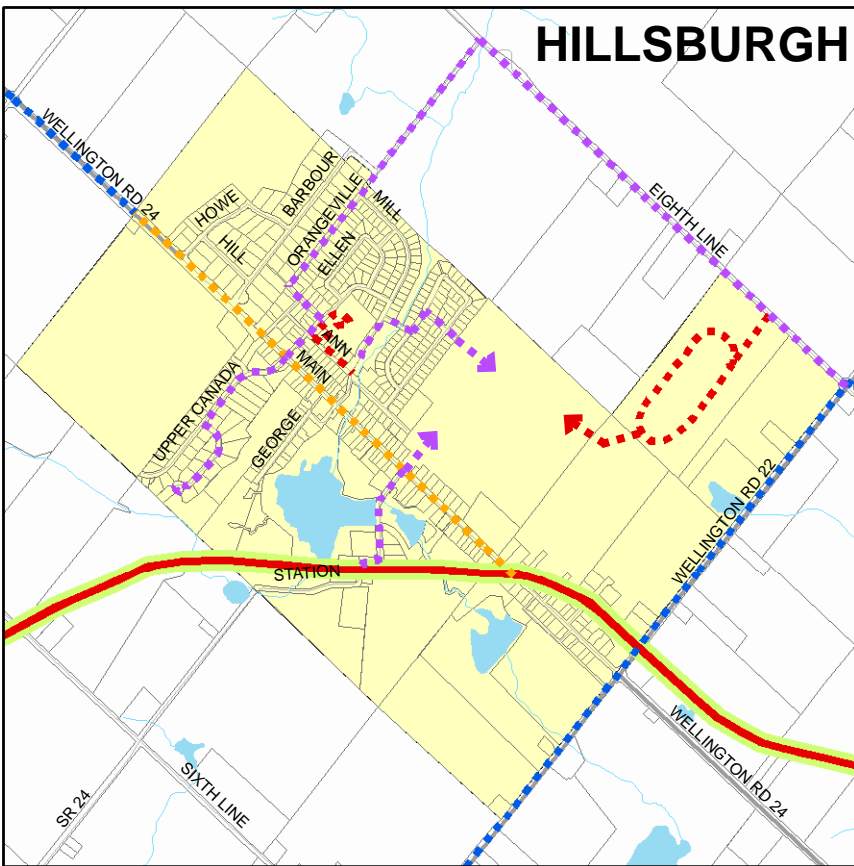 HILLSBURGH
WELLINGTON RD 24
BARBOUR
HOWE
ORANGEVILLE
MILL
EIGHTH LINE
HILL
ELLEN
ANN
MAIN
UPPER CANADA
GEORGE
WELLINGTON RD 22
STATION
WELLINGTON RD 24
SIXTH LINE
SR 24